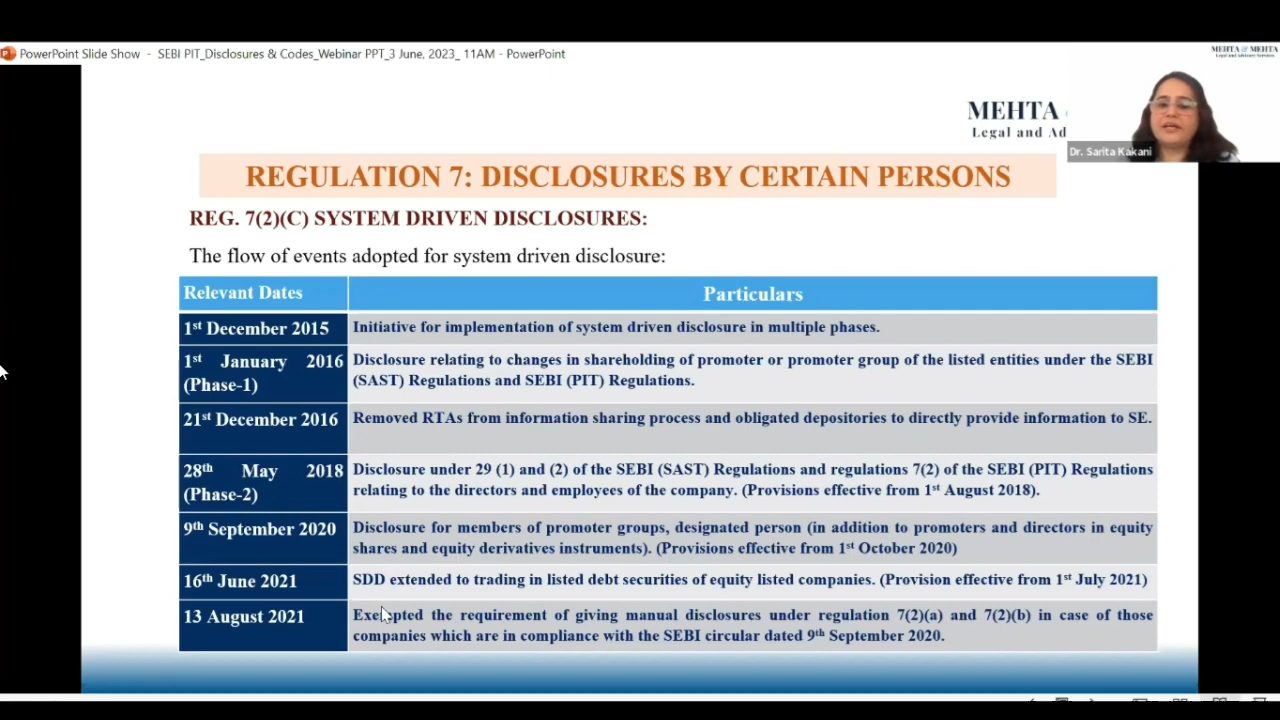 PowerPoint Slide Show - SEBI PIT_Disclosures & Codes_Webinar PPT_3 June, 2023_ 11AM - PowerPoint
MEHTA & MEHTA
Legal and Advisory Services
MEHTA
Legal and Ad
Dr. Sarita Kakani
REGULATION 7: DISCLOSURES BY CERTAIN PERSONS
REG. 7(2)(C) SYSTEM DRIVEN DISCLOSURES:
The flow of events adopted for system driven disclosure:
Relevant Dates Particulars
1st December 2015 Initiative for implementation of system driven disclosure in multiple phases.
1st January 2016 Disclosure relating to changes in shareholding of promoter or promoter group of the listed entities under the SEBI
(Phase-1) (SAST) Regulations and SEBI (PIT) Regulations.
21st December 2016 Removed RTAs from information sharing process and obligated depositories to directly provide information to SE.
28th May 2018 Disclosure under 29 (1) and (2) of the SEBI (SAST) Regulations and regulations 7(2) of the SEBI (PIT) Regulations
(Phase-2) relating to the directors and employees of the company. (Provisions effective from 1st August 2018).
9th September 2020 Disclosure for members of promoter groups, designated person (in addition to promoters and directors in equity
shares and equity derivatives instruments). (Provisions effective from 1st October 2020)
16th June 2021 SDD extended to trading in listed debt securities of equity listed companies. (Provision effective from 1st July 2021)
13 August 2021 Exempted the requirement of giving manual disclosures under regulation 7(2)(a) and 7(2)(b) in case of those
companies which are in compliance with the SEBI circular dated 9th September 2020.